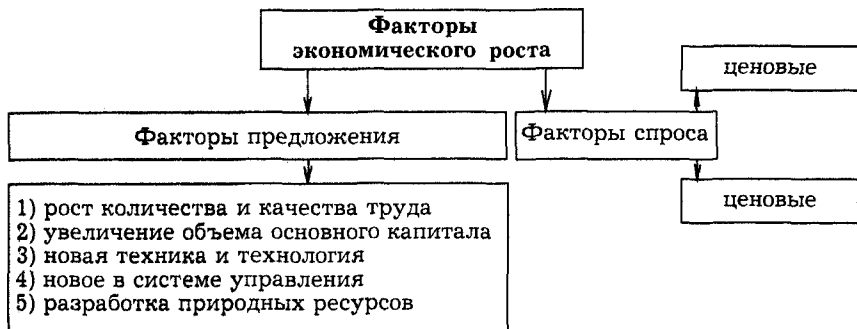 Факторы
экономического роста
ценовые
Факторы предложения
Факторы спроса
1) рост количества и качества труда
2) увеличение объема основного капитала
3) новая техника и технология
4) новое в системе управления
5) разработка природных ресурсов
ценовые